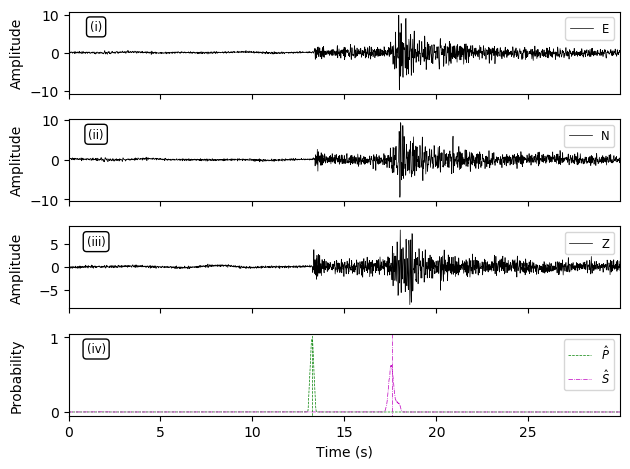 Amplitude
10
0
−10
(i)
E
Amplitude
10
0
−10
(ii)
N
Amplitude
5
0
−5
(iii)
Z
Probability
1
0
(iv)
P̂
Ŝ
0 5 10 15 20 25
Time (s)